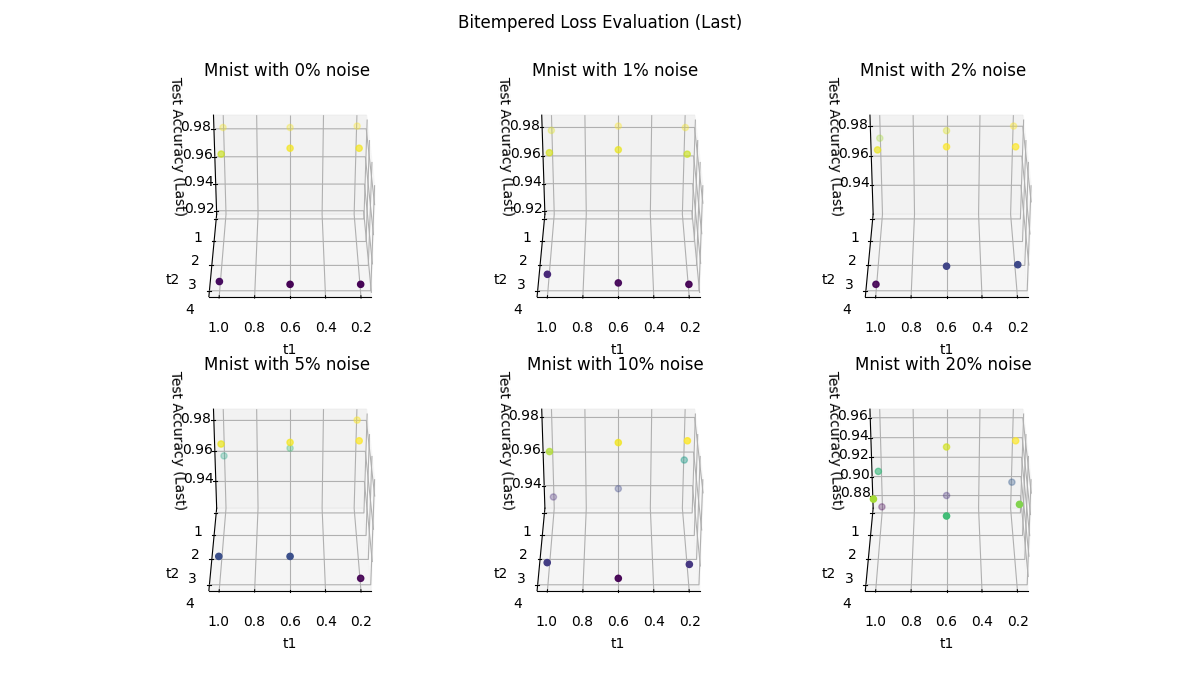 Bitempered Loss Evaluation (Last)
Mnist with 0% noise
Test Accuracy (Last)
0.98
0.96
0.94
0.92
1
2
3
4
t2
1.0 0.8 0.6 0.4 0.2
t1
Mnist with 1% noise
Test Accuracy (Last)
0.98
0.96
0.94
0.92
1
2
3
4
t2
1.0 0.8 0.6 0.4 0.2
t1
Mnist with 2% noise
Test Accuracy (Last)
0.98
0.96
0.94
1
2
3
4
t2
1.0 0.8 0.6 0.4 0.2
t1
Mnist with 5% noise
Test Accuracy (Last)
0.98
0.96
0.94
1
2
3
4
t2
1.0 0.8 0.6 0.4 0.2
t1
Mnist with 10% noise
Test Accuracy (Last)
0.98
0.96
0.94
1
2
3
4
t2
1.0 0.8 0.6 0.4 0.2
t1
Mnist with 20% noise
Test Accuracy (Last)
0.96
0.94
0.92
0.90
0.88
1
2
3
4
t2
1.0 0.8 0.6 0.4 0.2
t1